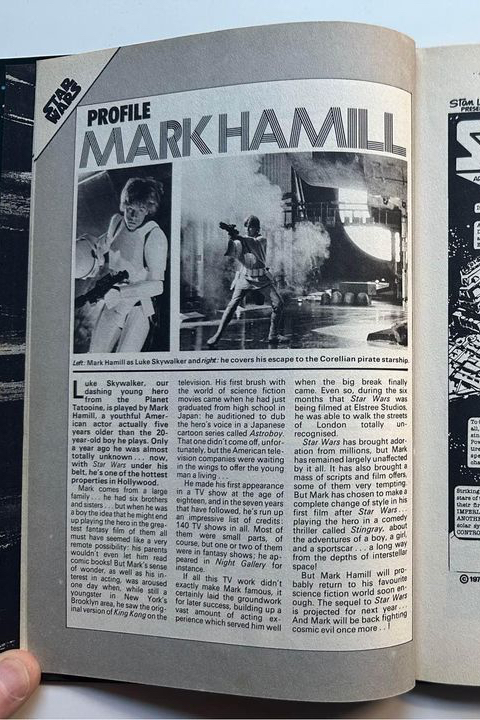 STAR
WARS
PROFILE
MARK HAMILL
Left: Mark Hamill as Luke Skywalker and right: he covers his escape to the Corellian pirate starship.
Luke Skywalker, our
dashing young hero
from the Planet
Tatooine, is played by Mark
Hamill, a youthful Amer-
ican actor actually five
years older than the 20-
year-old boy he plays. Only
a year ago he was almost
totally unknown . . . now,
with Star Wars under his
belt, he's one of the hottest
properties in Hollywood.
Mark comes from a large
family . . . he had six brothers
and sisters . . . but when he was
a boy the idea that he might end
up playing the hero in the grea-
test fantasy film of them all
must have seemed like a very
remote possibility: his parents
wouldn't even let him read
comic books! But Mark's sense
of wonder, as well as his in-
terest in acting, was aroused
one day when, while still a
youngster in New York's
Brooklyn area, he saw the orig-
inal version of King Kong on the
television. His first brush with
the world of science fiction
movies came when he had just
graduated from high school in
Japan: he auditioned to dub
the hero's voice in a Japanese
cartoon series called Astroboy.
That one didn't come off, unfor-
tunately, but the American tele-
vision companies were waiting
in the wings to offer the young
man a living . . .
He made his first appearance
in a TV show at the age of
eighteen, and in the seven years
that have followed, he's run up
an impressive list of credits:
140 TV shows in all. Most of
them were small parts, of
course, but one or two of them
were in fantasy shows; he ap-
peared in Night Gallery for
instance.
If all this TV work didn't
exactly make Mark famous, it
certainly laid the groundwork
for later success, building up a
vast amount of acting ex-
perience which served him well
when the big break finally
came. Even so, during the six
months that Star Wars was
being filmed at Elstree Studios,
he was able to walk the streets
of London totally un-
recognised.
Star Wars has brought ador-
ation from millions, but Mark
has remained largely unaffected
by it all. It has also brought a
mass of scripts and film offers,
some of them very tempting.
But Mark has chosen to make a
complete change of style in his
first film after Star Wars . . .
playing the hero in a comedy
thriller called Stingray, about
the adventures of a boy, a girl,
and a sportscar . . . a long way
from the depths of interstellar
space!
But Mark Hamill will pro-
bably return to his favourite
science fiction world soon en-
ough. The sequel to Star Wars
is projected for next year . . .
And Mark will be back fighting
cosmic evil once more . . !
Stan L
PRESE
© 197